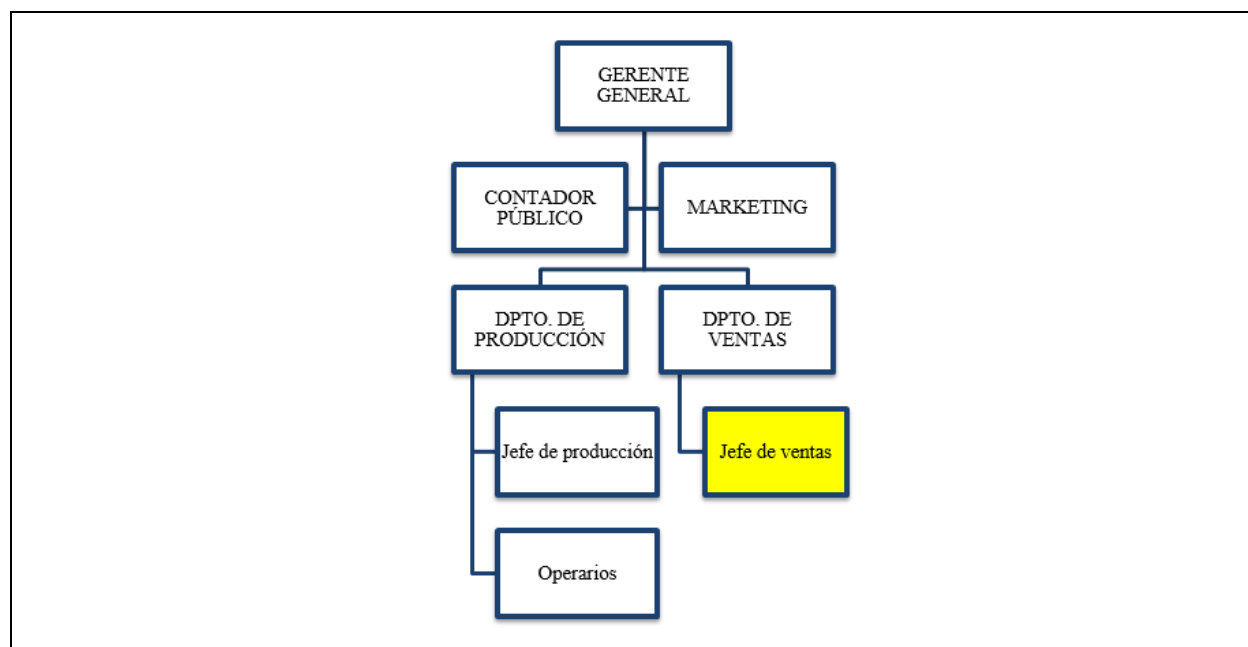 GERENTE
GENERAL
CONTADOR
PÚBLICO
MARKETING
DPTO. DE
PRODUCCIÓN
DPTO. DE
VENTAS
Jefe de producción
Jefe de ventas
Operarios